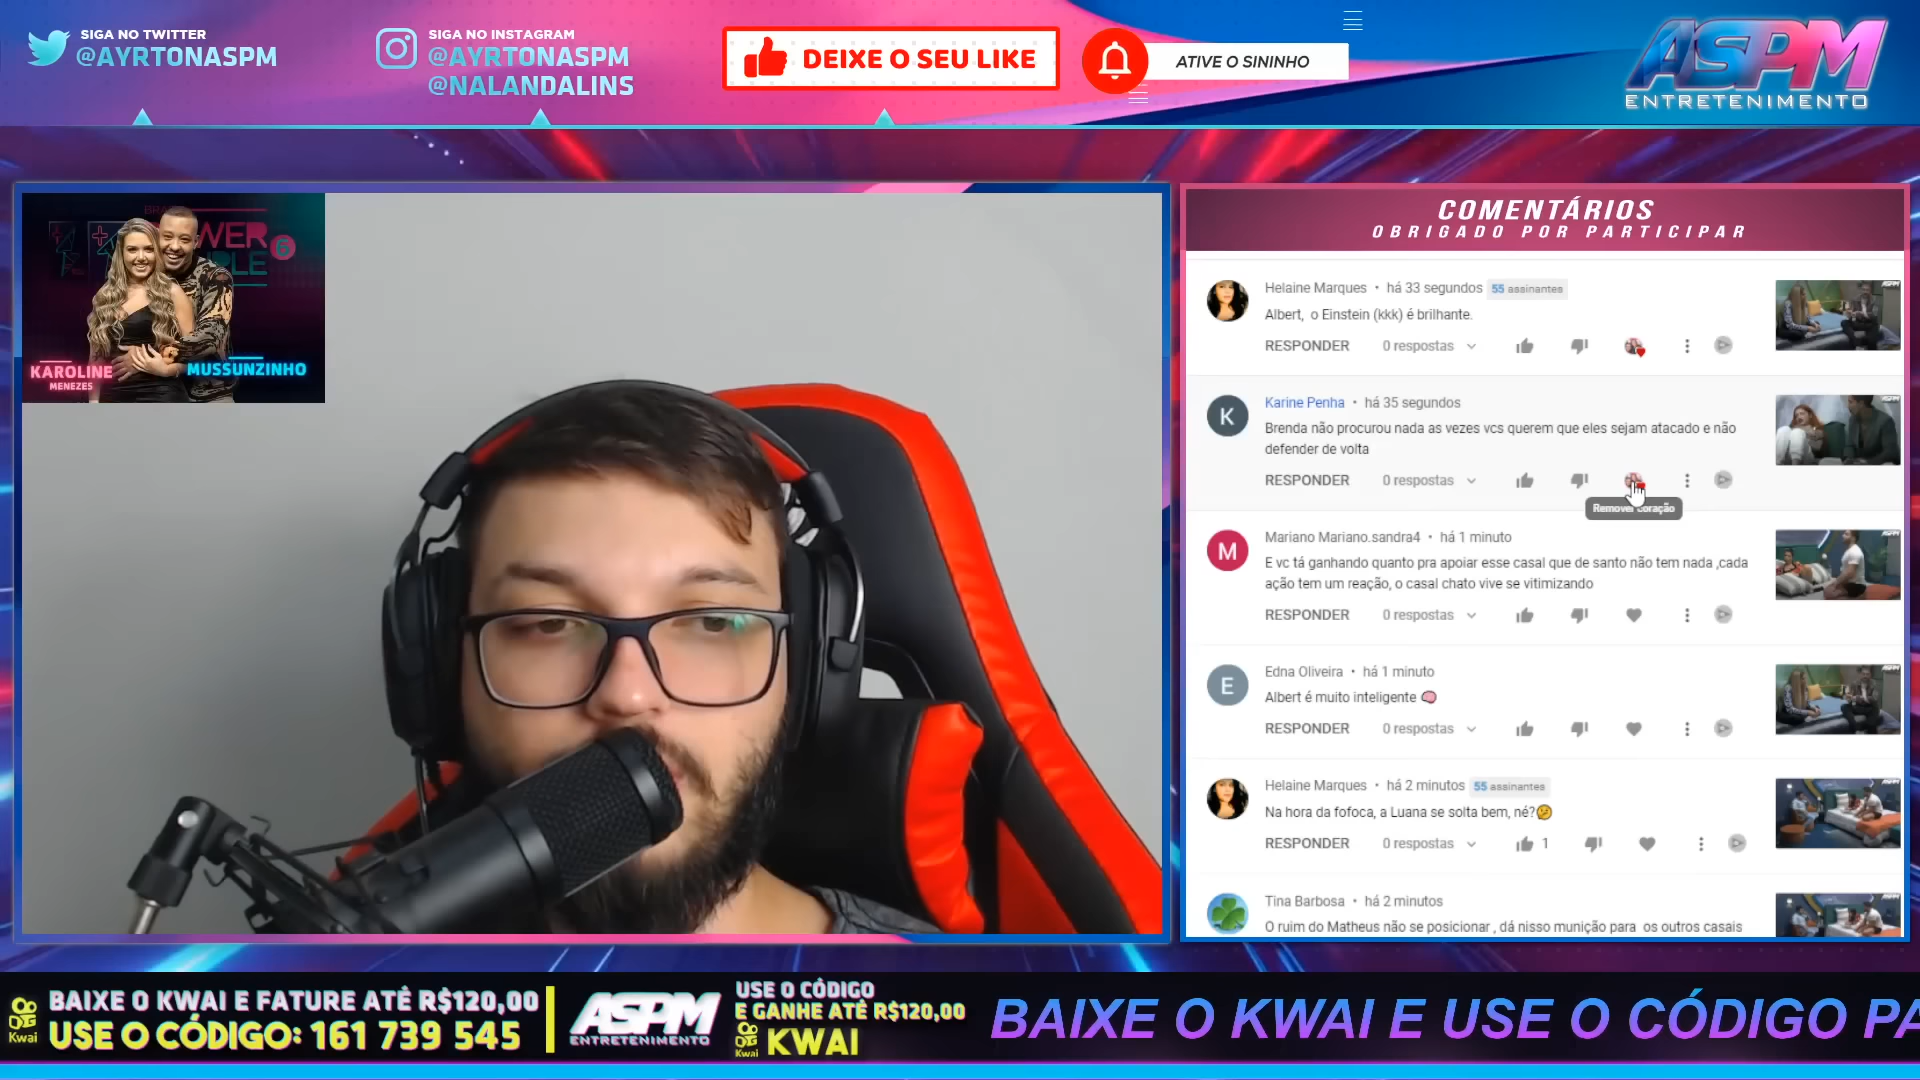 SIGA NO TWITTER
@AYRTONASPM
SIGA NO INSTAGRAM
@AYRTONASPM
@NALANDALINS
DEIXE O SEU LIKE
ATIVE O SININHO
ASPM
ENTRETENIMENTO
KAROLINE
MENEZES
MUSSUNZINHO
COMENTÁRIOS
OBRIGADO POR PARTICIPAR
Helaine Marques • há 33 segundos 55 assinantes
Albert, o Einstein (kkk) é brilhante.
RESPONDER 0 respostas
K
Karine Penha • há 35 segundos
Brenda não procurou nada as vezes vcs querem que eles sejam atacado e não
defender de volta
RESPONDER 0 respostas
Remover coração
M
Mariano Mariano.sandra4 • há 1 minuto
E vc tá ganhando quanto pra apoiar esse casal que de santo não tem nada ,cada
ação tem um reação, o casal chato vive se vitimizando
RESPONDER 0 respostas
E
Edna Oliveira • há 1 minuto
Albert é muito inteligente 🧠
RESPONDER 0 respostas
Helaine Marques • há 2 minutos 55 assinantes
Na hora da fofoca, a Luana se solta bem, né?🤔
RESPONDER 0 respostas 1
Tina Barbosa • há 2 minutos
O ruim do Matheus não se posicionar , dá nisso munição para os outros casais
Kwai
BAIXE O KWAI E FATURE ATÉ R$120,00
USE O CÓDIGO: 161 739 545
ASPM
ENTRETENIMENTO
USE O CÓDIGO
E GANHE ATÉ R$120,00
Kwai
KWAI
BAIXE O KWAI E USE O CÓDIGO PA